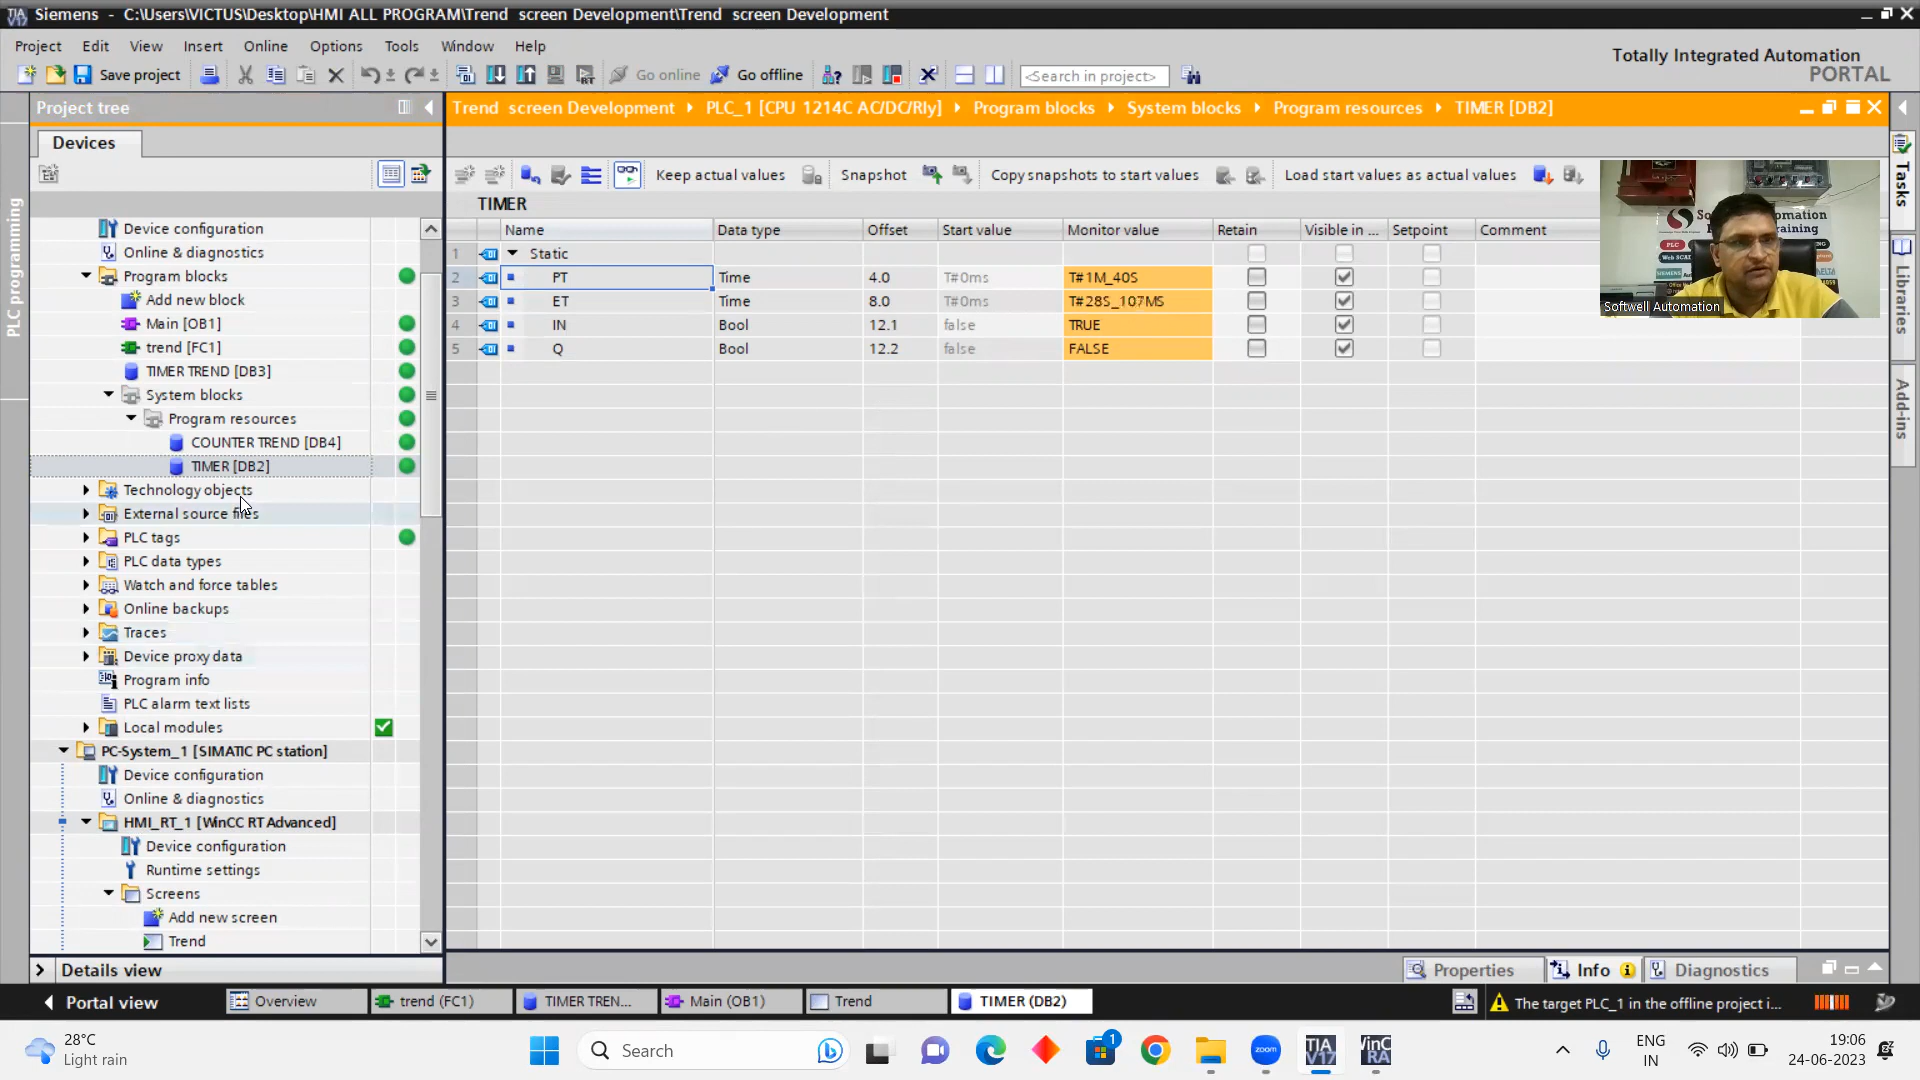 Siemens - C:\Users\VICTUS\Desktop\HMI ALL PROGRAM\Trend screen Development\Trend screen Development
Project Edit View Insert Online Options Tools Window Help
Totally Integrated Automation
PORTAL
Save project Go online Go offline <Search in project>
Project tree
Trend screen Development PLC_1 [CPU 1214C AC/DC/Rly] Program blocks System blocks Program resources TIMER [DB2]
Devices
Keep actual values Snapshot Copy snapshots to start values Load start values as actual values
TIMER
Name Data type Offset Start value Monitor value Retain Visible in ... Setpoint Comment
1 Static
2 PT Time 4.0 T#0ms T#1M_40S
3 ET Time 8.0 T#0ms T#28S_107MS
4 IN Bool 12.1 false TRUE
5 Q Bool 12.2 false FALSE
Device configuration
Online & diagnostics
Program blocks
Add new block
Main [OB1]
trend [FC1]
TIMER TREND [DB3]
System blocks
Program resources
COUNTER TREND [DB4]
TIMER [DB2]
Technology objects
External source files
PLC tags
PLC data types
Watch and force tables
Online backups
Traces
Device proxy data
Program info
PLC alarm text lists
Local modules
PC-System_1 [SIMATIC PC station]
Device configuration
Online & diagnostics
HMI_RT_1 [WinCC RT Advanced]
Device configuration
Runtime settings
Screens
Add new screen
Trend
Details view
PLC programming
Tasks
Libraries
Add-ins
Softwell Automation
Properties Info Diagnostics
Portal view Overview trend (FC1) TIMER TREN... Main (OB1) Trend TIMER (DB2) The target PLC_1 in the offline project i...
28°C
Light rain
Search
zoom
TIA
V17
WinC
RA
1
ENG
IN
19:06
24-06-2023